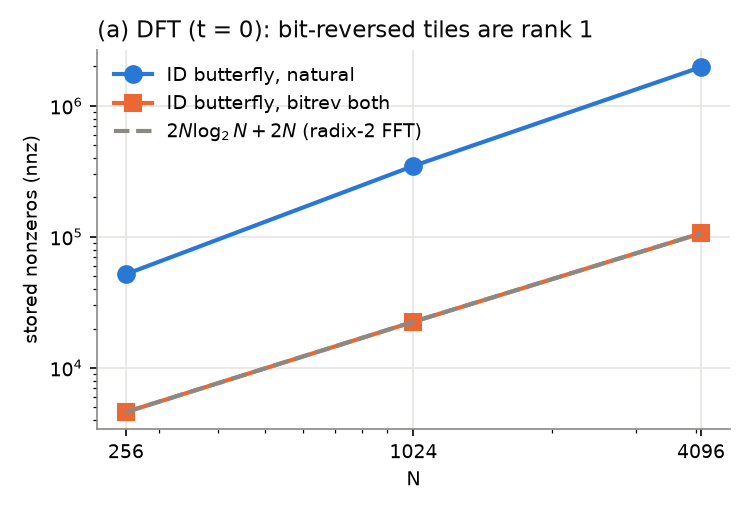 (a) DFT (t = 0): bit-reversed tiles are rank 1
ID butterfly, natural
ID butterfly, bitrev both
2Nlog₂ N + 2N (radix-2 FFT)
stored nonzeros (nnz)
10⁶
10⁵
10⁴
256
1024
4096
N